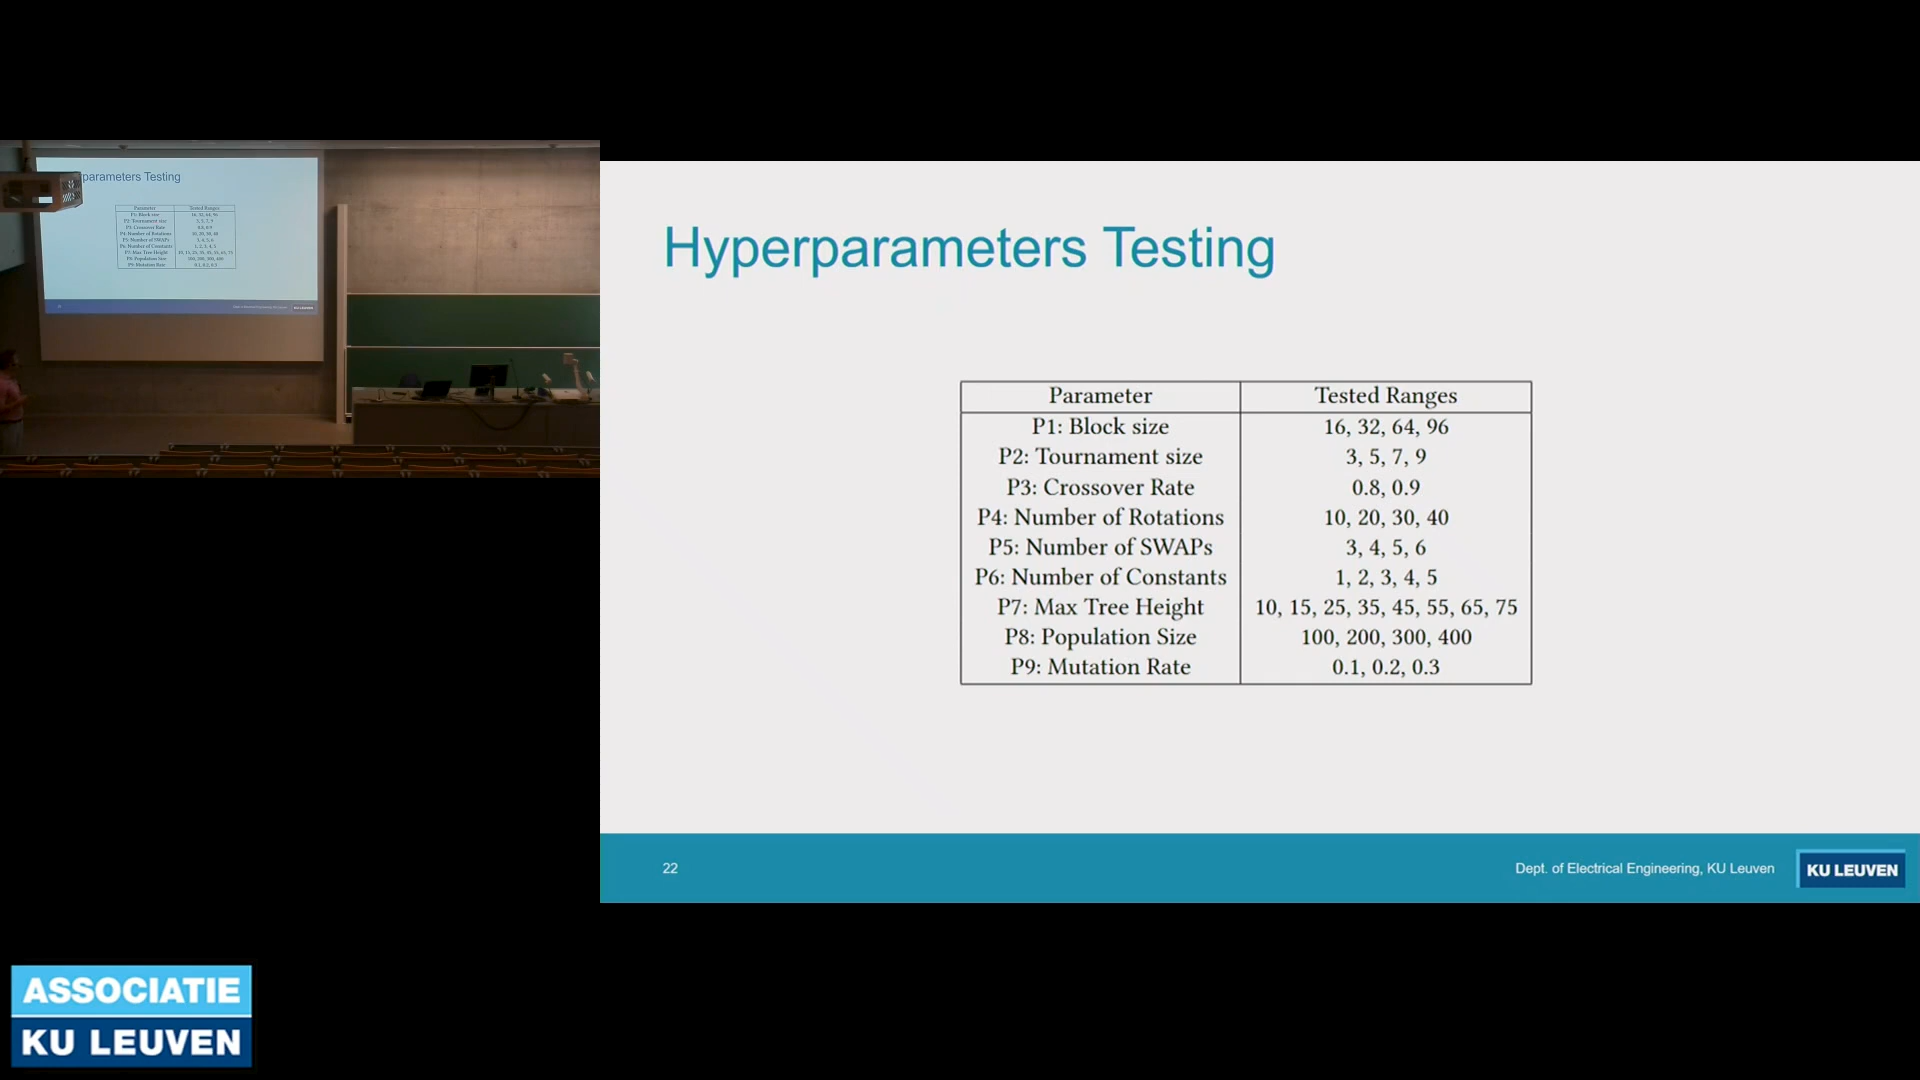 parameters Testing
Hyperparameters Testing
Parameter Tested Ranges
P1: Block size 16, 32, 64, 96
P2: Tournament size 3, 5, 7, 9
P3: Crossover Rate 0.8, 0.9
P4: Number of Rotations 10, 20, 30, 40
P5: Number of SWAPs 3, 4, 5, 6
P6: Number of Constants 1, 2, 3, 4, 5
P7: Max Tree Height 10, 15, 25, 35, 45, 55, 65, 75
P8: Population Size 100, 200, 300, 400
P9: Mutation Rate 0.1, 0.2, 0.3
22
Dept. of Electrical Engineering, KU Leuven
KU LEUVEN
ASSOCIATIE
KU LEUVEN